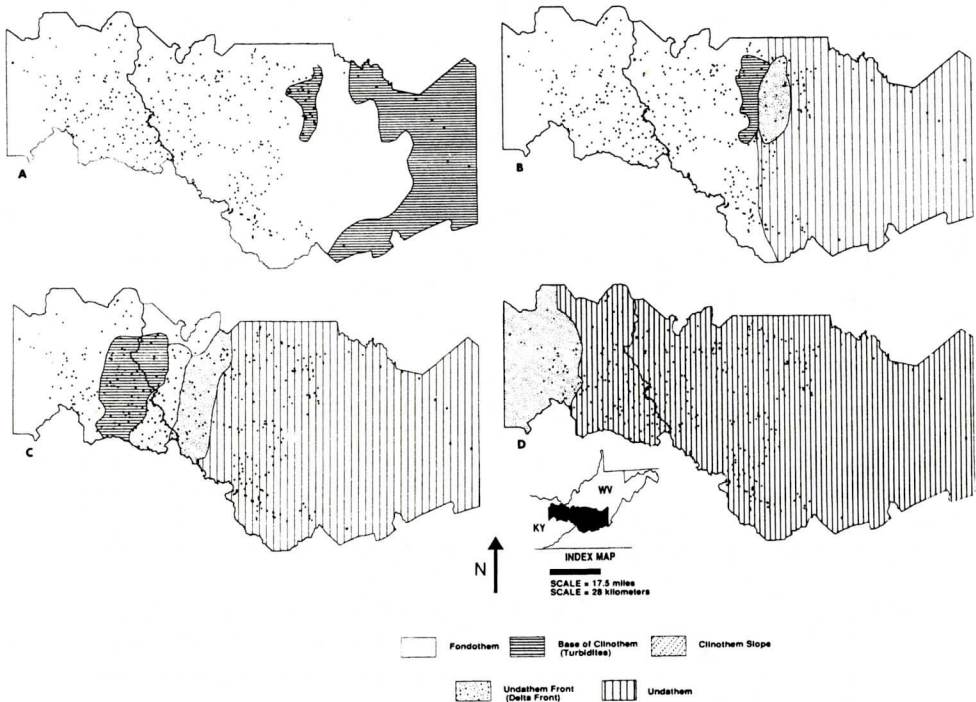 A
B
C
D
WV
KY
INDEX MAP
N
SCALE = 17.5 miles
SCALE = 28 kilometers
Fondothem
Base of Clinothem
(Turbidites)
Clinothem Slope
Undathem Front
(Delta Front)
Undathem